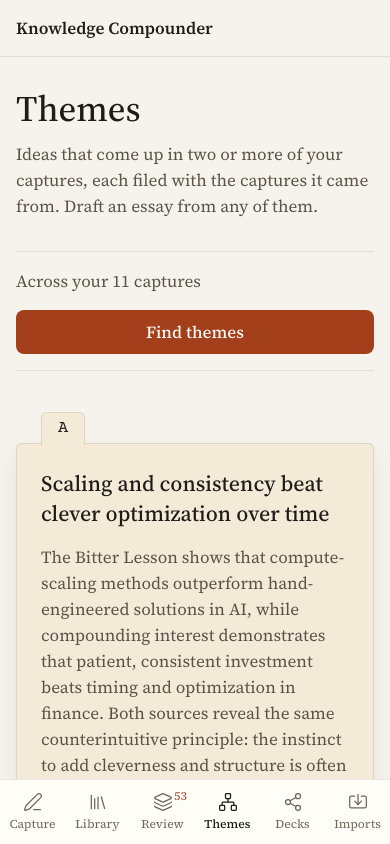 Knowledge Compounder
Themes
Ideas that come up in two or more of your
captures, each filed with the captures it came
from. Draft an essay from any of them.
Across your 11 captures
Find themes
A
Scaling and consistency beat
clever optimization over time
The Bitter Lesson shows that compute-
scaling methods outperform hand-
engineered solutions in AI, while
compounding interest demonstrates
that patient, consistent investment
beats timing and optimization in
finance. Both sources reveal the same
counterintuitive principle: the instinct
to add cleverness and structure is often
53
Capture Library Review Themes Decks Imports